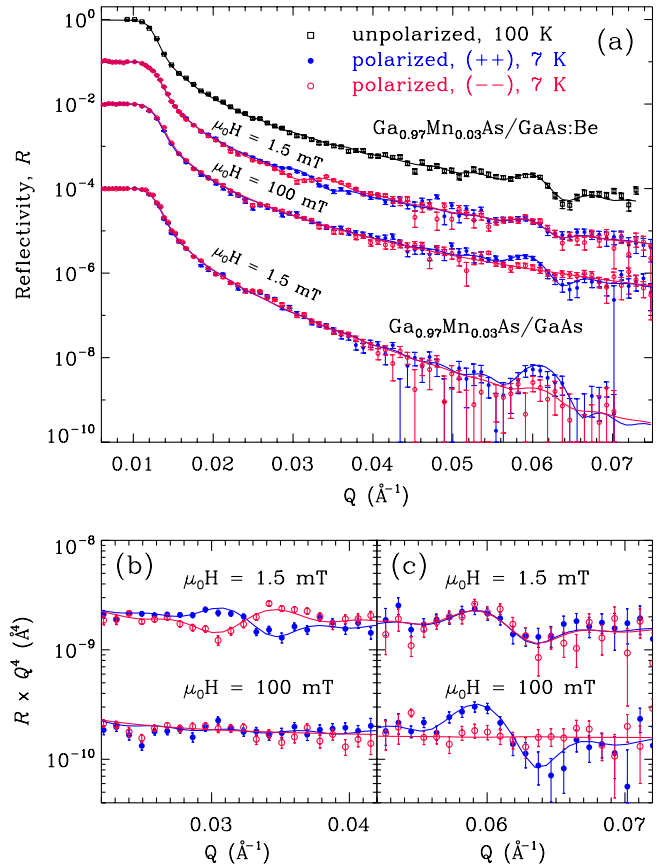 (a)
unpolarized, 100 K
polarized, (++), 7 K
polarized, (−−), 7 K
Ga0.97Mn0.03As/GaAs:Be
μ0H = 1.5 mT
μ0H = 100 mT
μ0H = 1.5 mT
Ga0.97Mn0.03As/GaAs
Reflectivity, R
10^0
10^−2
10^−4
10^−6
10^−8
10^−10
0.01 0.02 0.03 0.04 0.05 0.06 0.07
Q (Å^-1)
(b)
μ0H = 1.5 mT
μ0H = 100 mT
(c)
μ0H = 1.5 mT
μ0H = 100 mT
R × Q^4 (Å^4)
10^−8
10^−9
10^−10
0.03 0.04
0.06 0.07
Q (Å^-1)
Q (Å^-1)